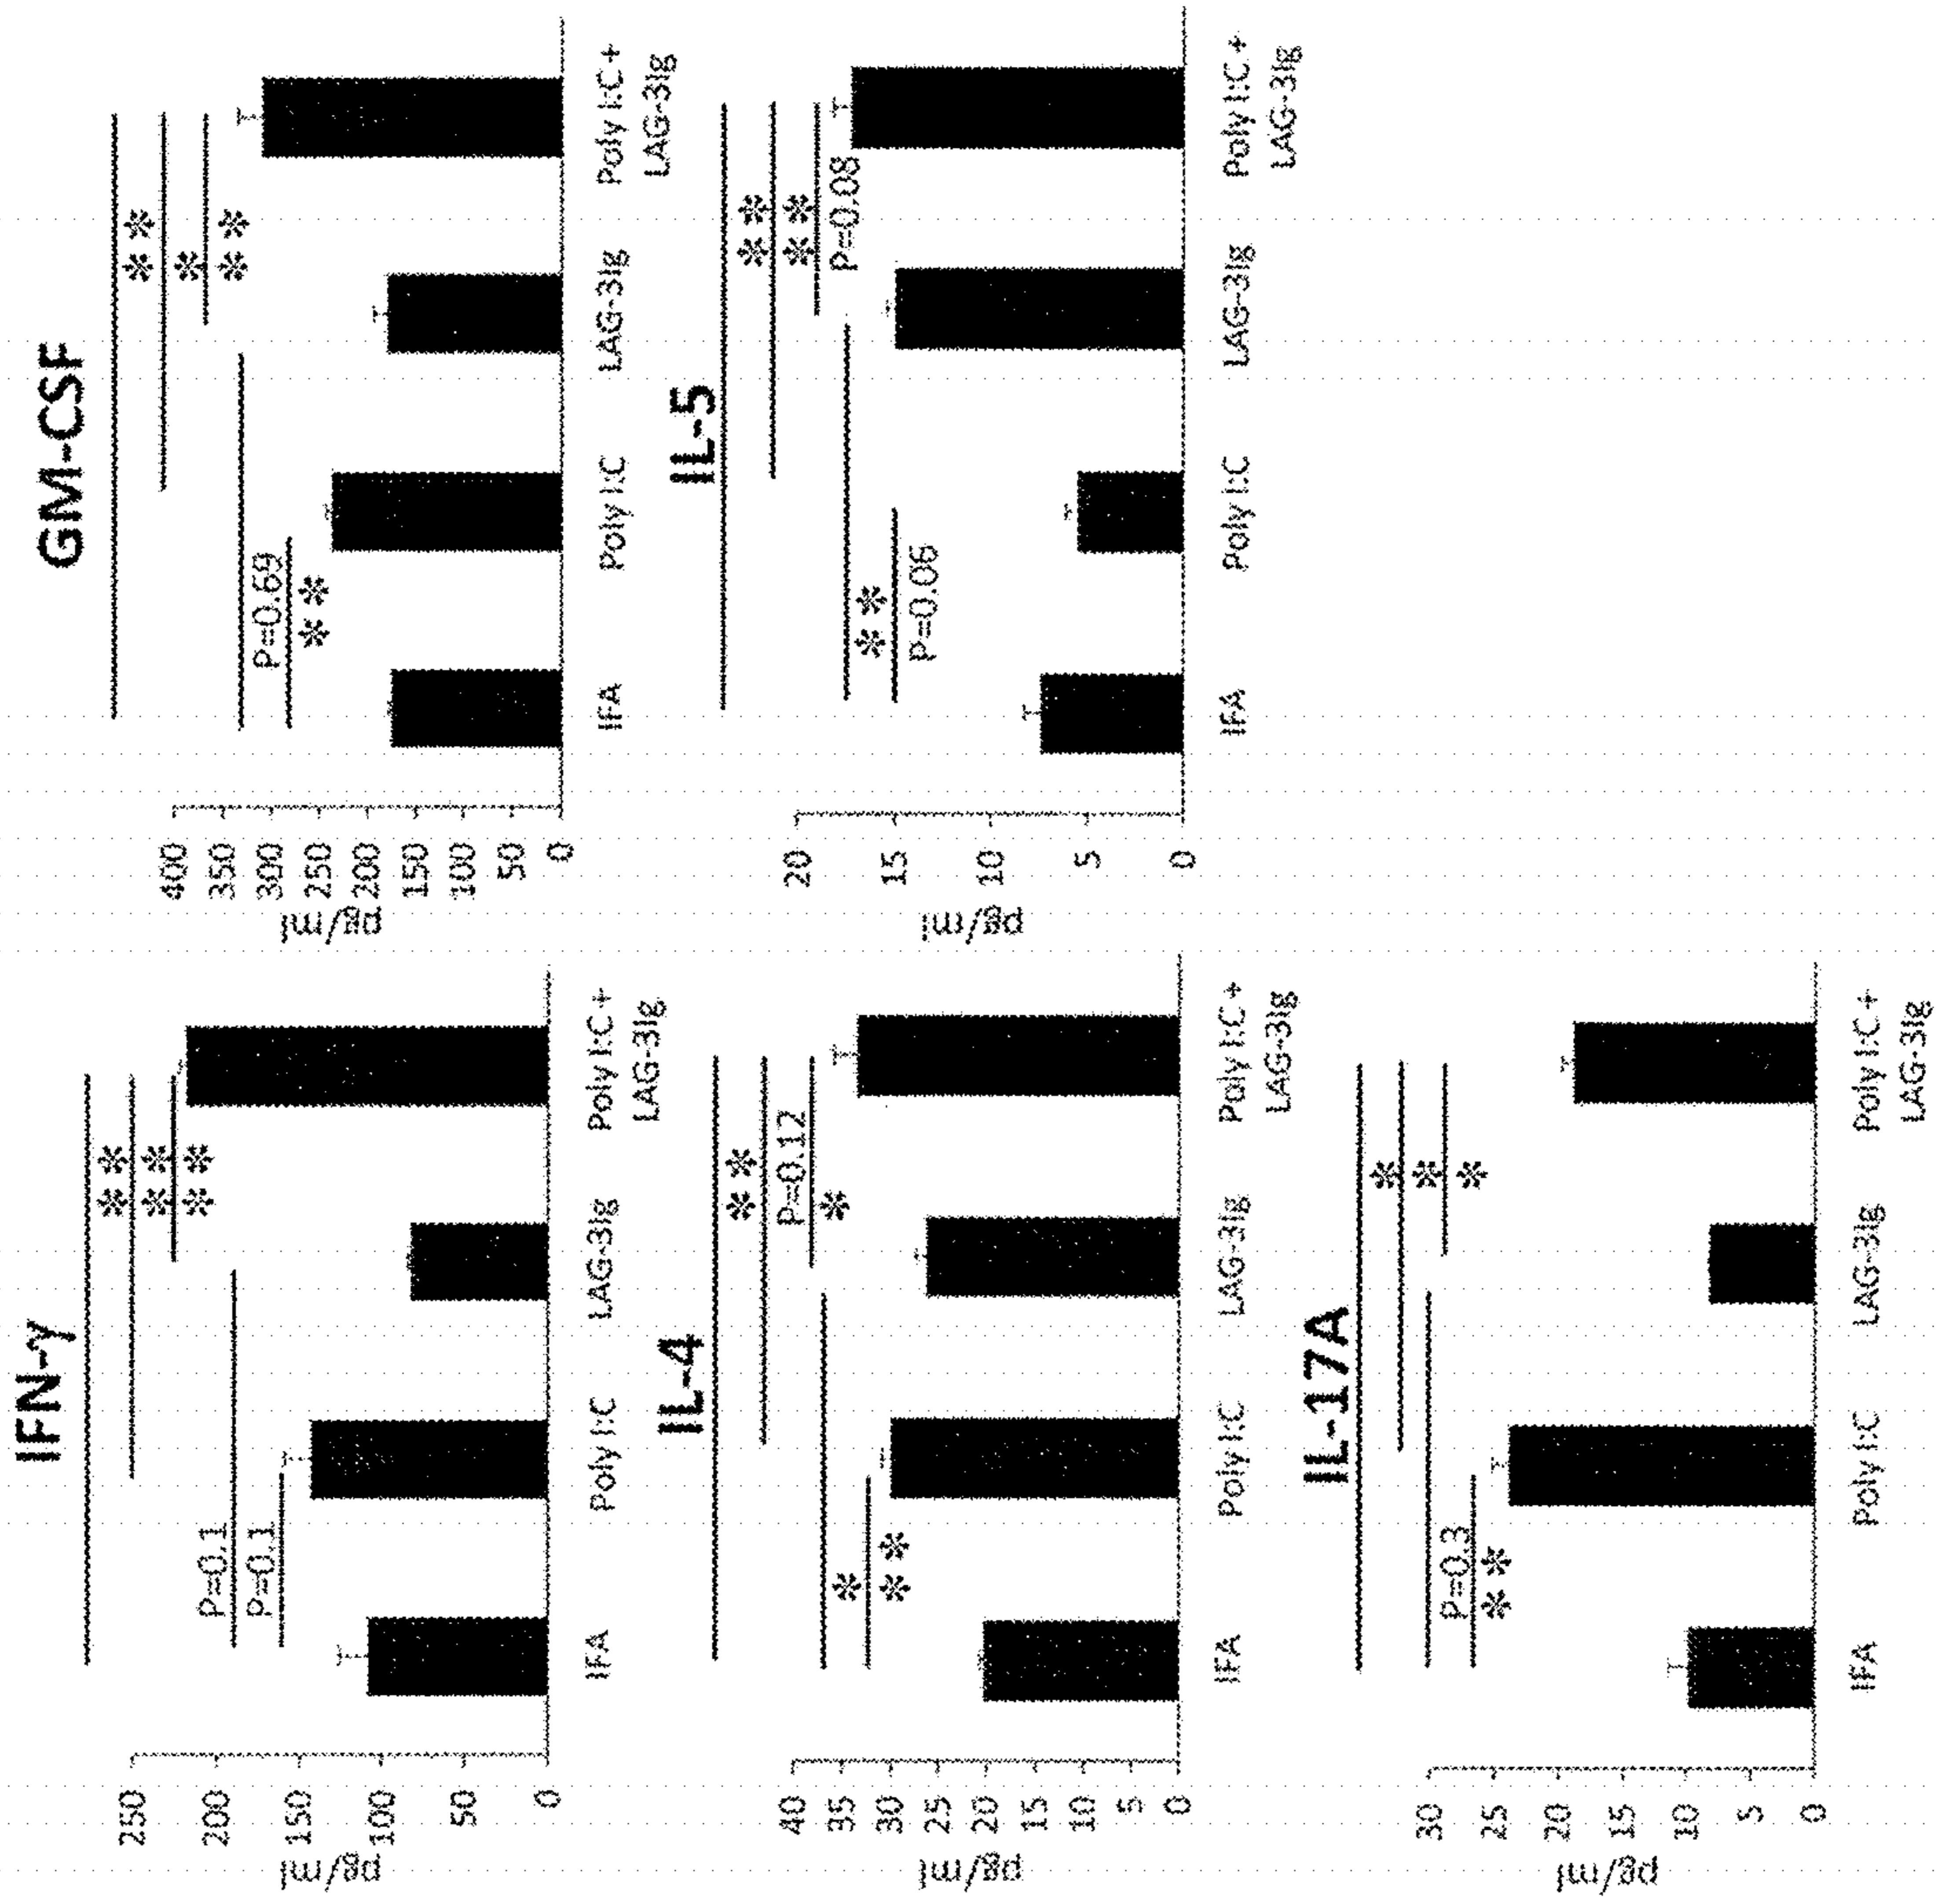 IFN-γ
pg/ml
250
200
150
100
50
0
**
**
**
P=0.1
P=0.1
IFA
Poly I:C
LAG-3Ig
Poly I:C +
LAG-3Ig
GM-CSF
pg/ml
400
350
300
250
200
150
100
50
0
**
*
**
P=0.69
**
IFA
Poly I:C
LAG-3Ig
Poly I:C +
LAG-3Ig
IL-4
pg/ml
40
35
30
25
20
15
10
5
0
**
P=0.12
*
*
**
IFA
Poly I:C
LAG-3Ig
Poly I:C +
LAG-3Ig
IL-5
pg/ml
20
15
10
5
0
**
**
P=0.08
**
P=0.06
IFA
Poly I:C
LAG-3Ig
Poly I:C +
LAG-3Ig
IL-17A
pg/ml
30
25
20
15
10
5
0
*
*
*
P=0.3
**
IFA
Poly I:C
LAG-3Ig
Poly I:C +
LAG-3Ig